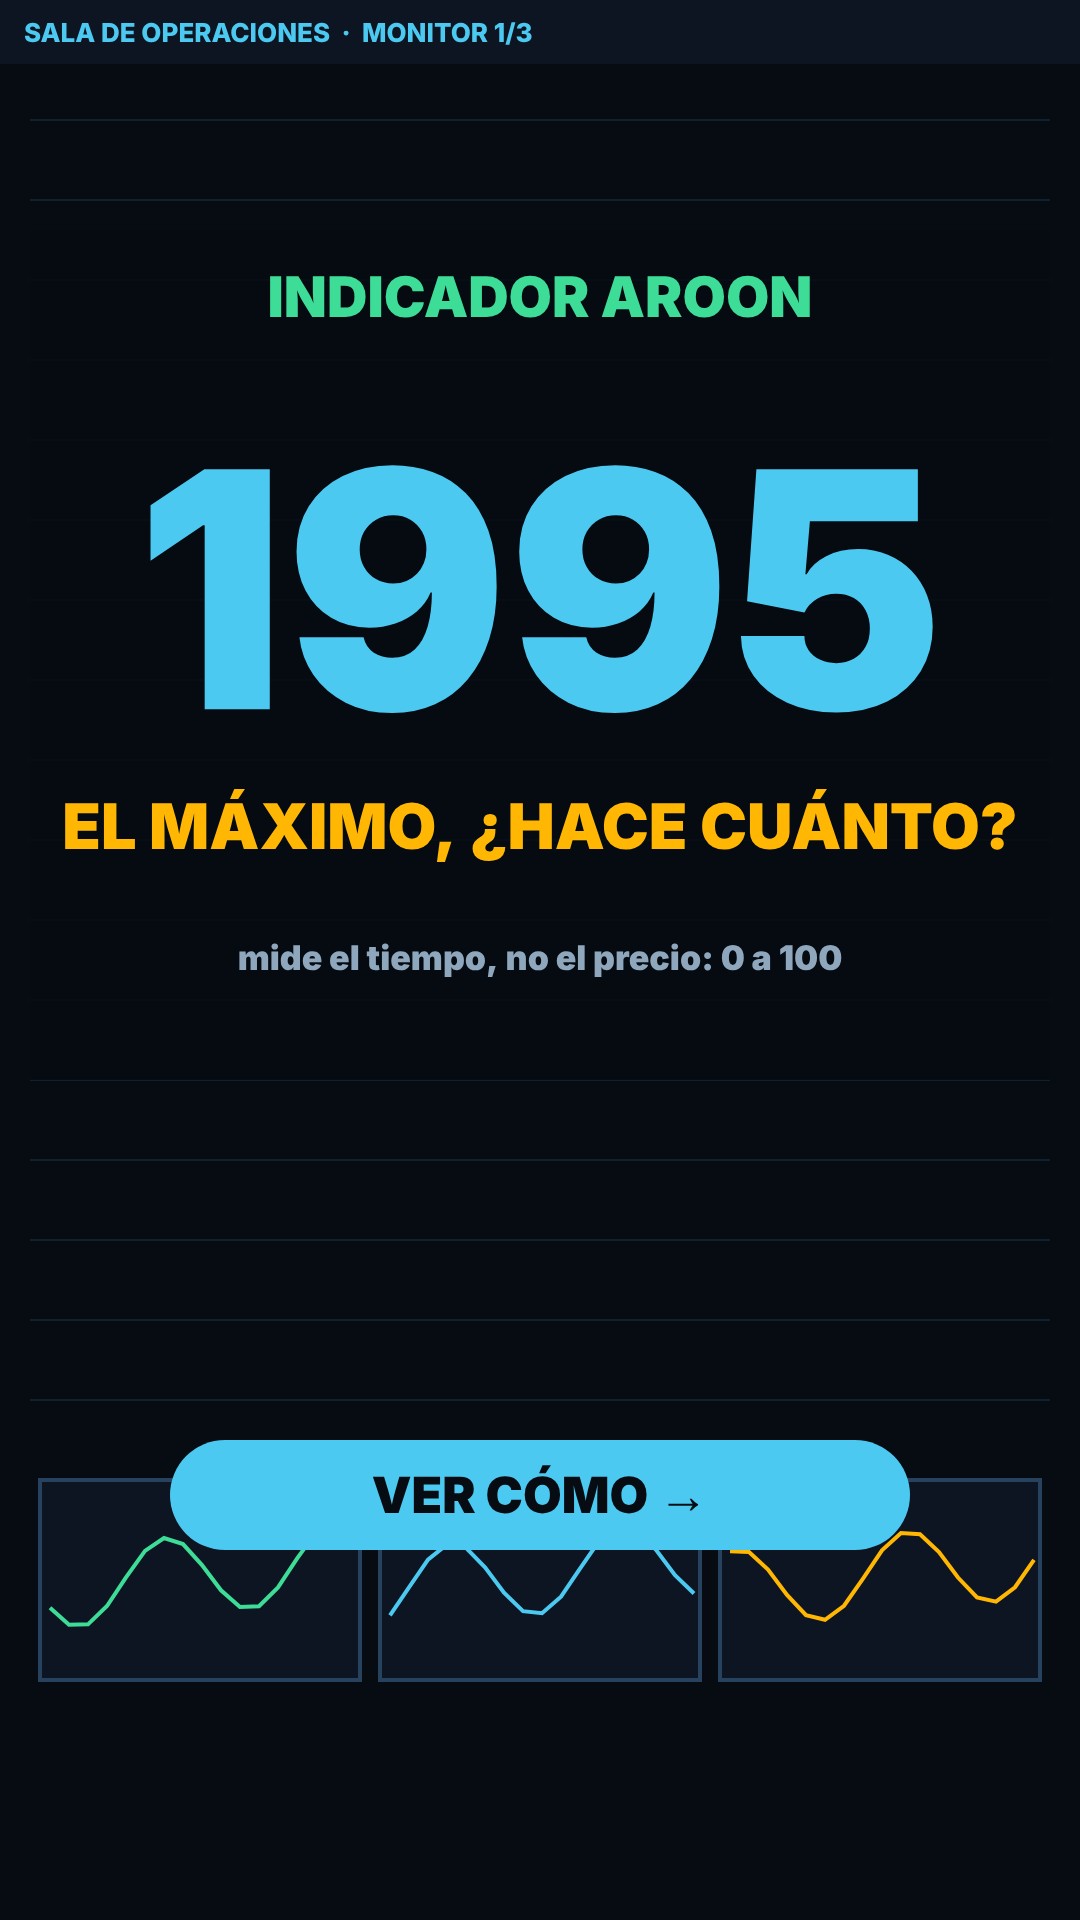 SALA DE OPERACIONES · MONITOR 1/3
INDICADOR AROON
1995
EL MÁXIMO, ¿HACE CUÁNTO?
mide el tiempo, no el precio: 0 a 100
VER CÓMO →